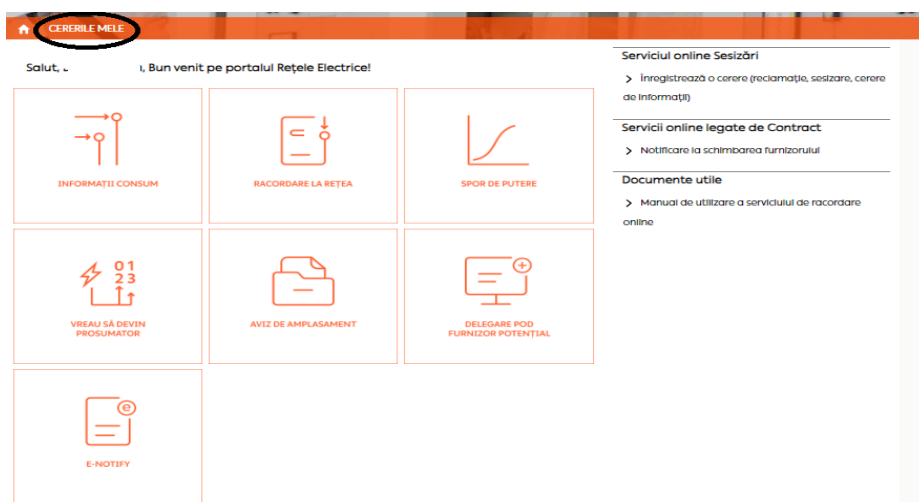 CERERILE MELE
Salut, , Bun venit pe portalul Rețele Electrice!
INFORMAȚII CONSUM
RACORDARE LA REȚEA
SPOR DE PUTERE
01
23
VREAU SĂ DEVIN
PROSUMATOR
AVIZ DE AMPLASAMENT
DELEGARE POD
FURNIZOR POTENȚIAL
e
E-NOTIFY
Serviciul online Sesizări
> Înregistrează o cerere (reclamație, sesizare, cerere
de informații)
Servicii online legate de Contract
> Notificare la schimbarea furnizorului
Documente utile
> Manual de utilizare a serviciului de racordare
online